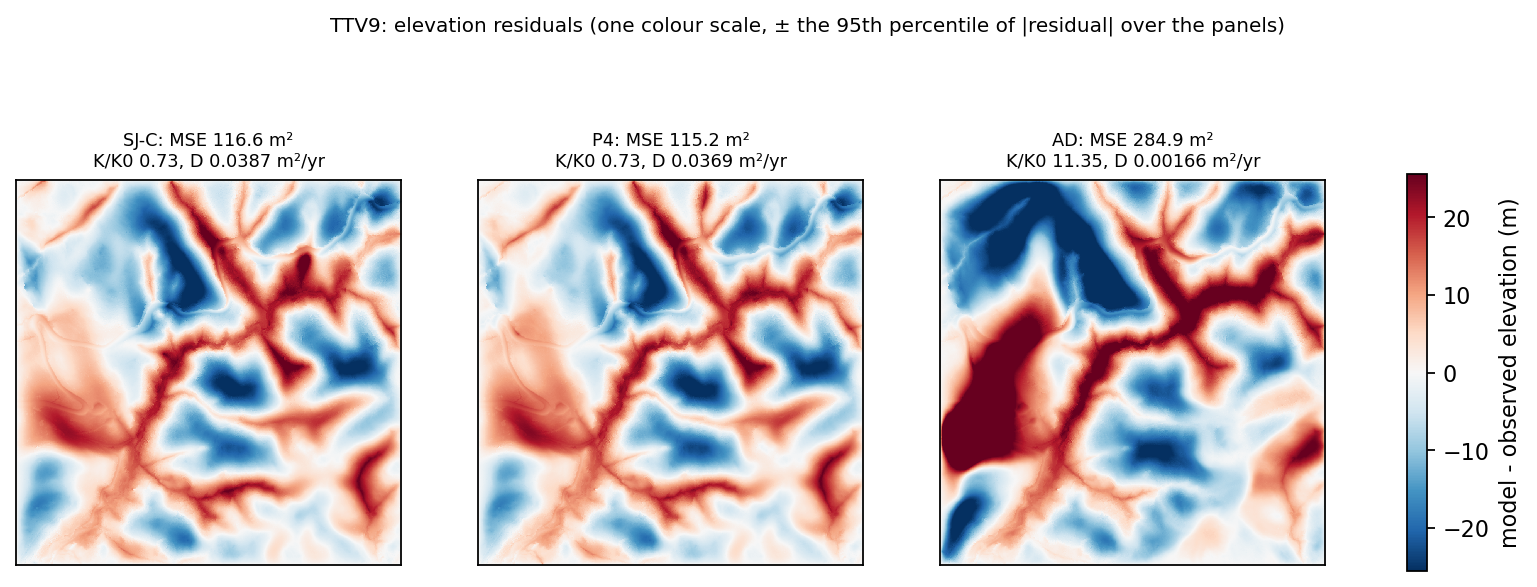 TTV9: elevation residuals (one colour scale, ± the 95th percentile of |residual| over the panels)
SJ-C: MSE 116.6 m²
K/K0 0.73, D 0.0387 m²/yr
P4: MSE 115.2 m²
K/K0 0.73, D 0.0369 m²/yr
AD: MSE 284.9 m²
K/K0 11.35, D 0.00166 m²/yr
20
10
0
−10
−20
model - observed elevation (m)